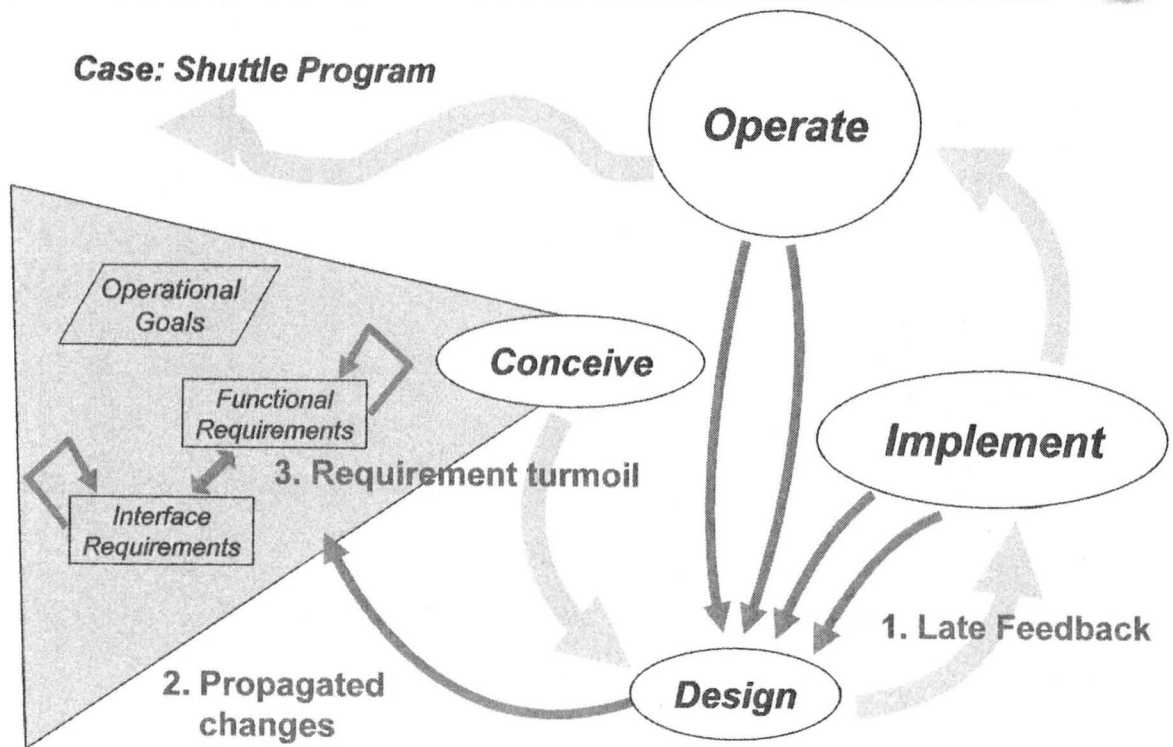 Case: Shuttle Program
Operate
Operational
Goals
Conceive
Functional
Requirements
Implement
3. Requirement turmoil
Interface
Requirements
1. Late Feedback
2. Propagated
changes
Design